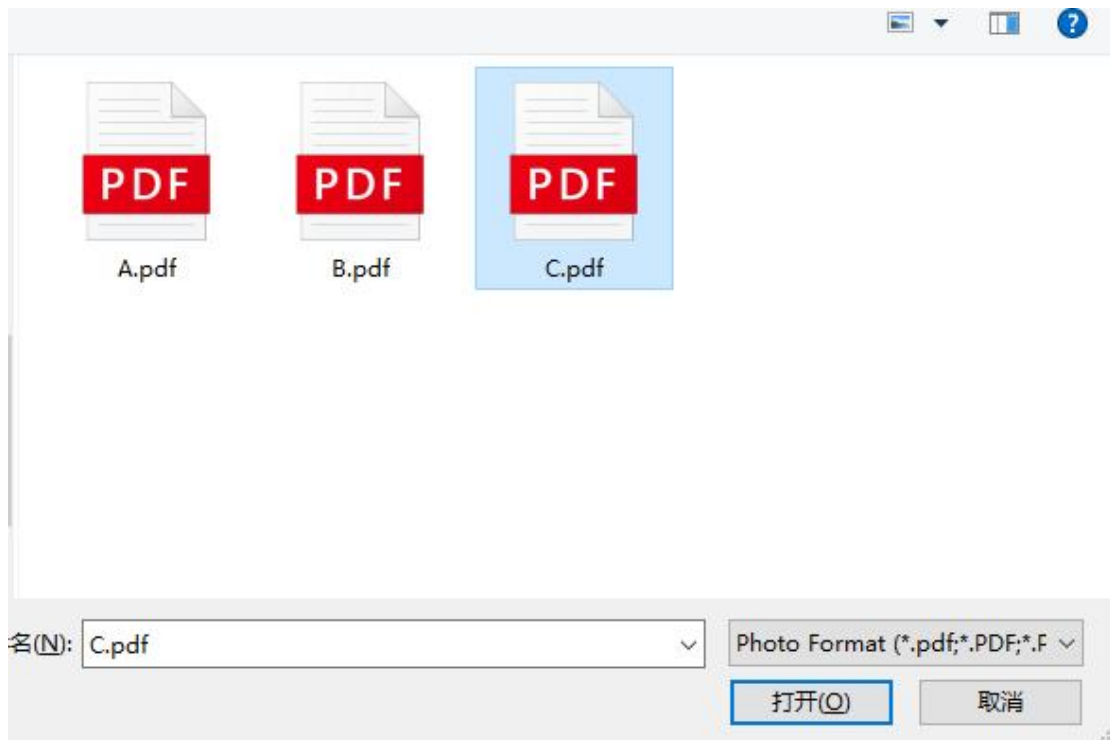 ?
PDF PDF PDF
A.pdf B.pdf C.pdf
名(N): C.pdf Photo Format (*.pdf;*.PDF;*.F
打开(O) 取消